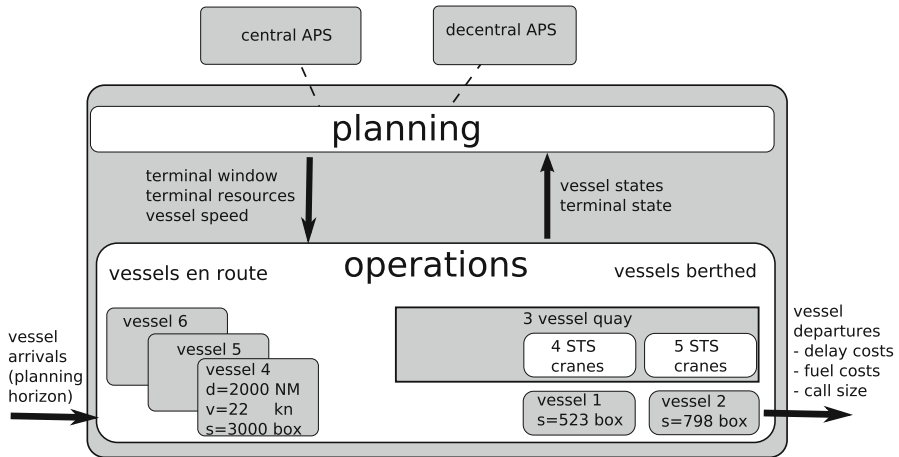 central APS
decentral APS
planning
terminal window
terminal resources
vessel speed
vessel states
terminal state
operations
vessels en route
vessels berthed
vessel
arrivals
(planning
horizon)
vessel 6
vessel 5
vessel 4
d=2000 NM
v=22 kn
s=3000 box
3 vessel quay
4 STS
cranes
5 STS
cranes
vessel 1
s=523 box
vessel 2
s=798 box
vessel
departures
- delay costs
- fuel costs
- call size